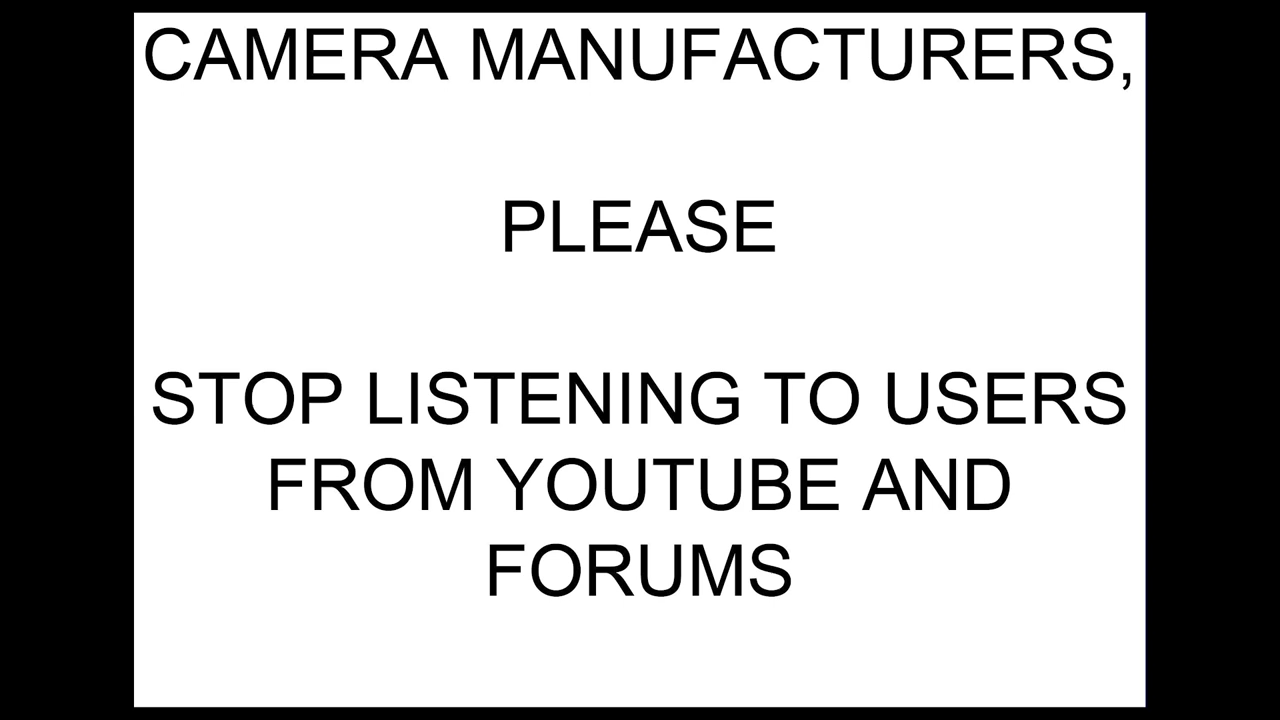 CAMERA MANUFACTURERS,
PLEASE
STOP LISTENING TO USERS
FROM YOUTUBE AND
FORUMS